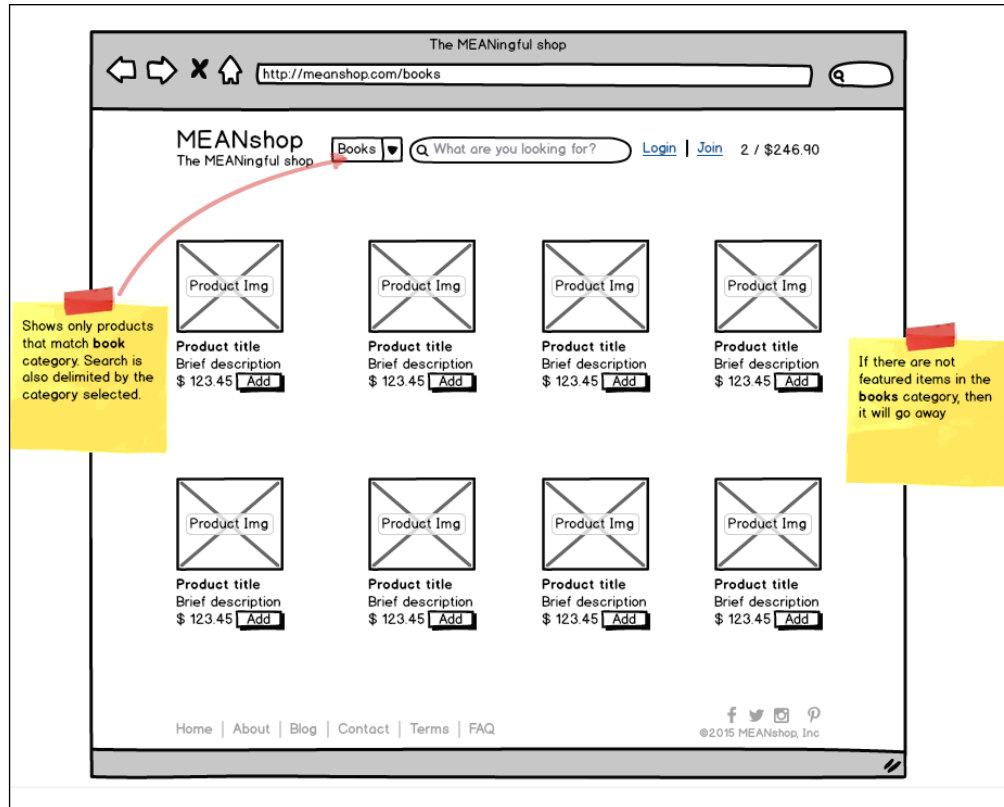 The MEANingful shop
http://meanshop.com/books
MEANshop
The MEANingful shop
Books
What are you looking for?
Login | Join 2 / $246.90
Shows only products
that match book
category. Search is
also delimited by the
category selected.
Product Img Product Img Product Img Product Img
Product title Product title Product title Product title
Brief description Brief description Brief description Brief description
$ 123.45 Add $ 123.45 Add $ 123.45 Add $ 123.45 Add
If there are not
featured items in the
books category, then
it will go away
Product Img Product Img Product Img Product Img
Product title Product title Product title Product title
Brief description Brief description Brief description Brief description
$ 123.45 Add $ 123.45 Add $ 123.45 Add $ 123.45 Add
Home | About | Blog | Contact | Terms | FAQ
©2015 MEANshop, Inc